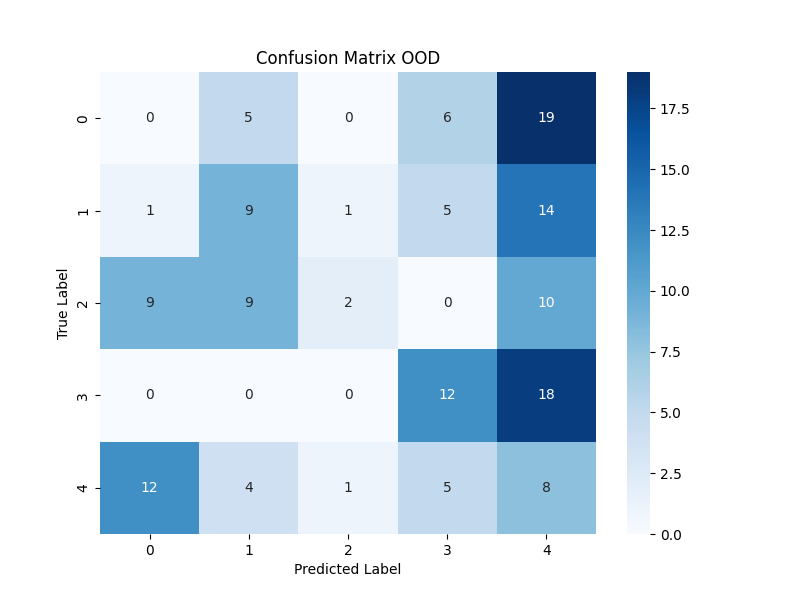 Confusion Matrix OOD
0 0 5 0 6 19
1 1 9 1 5 14
2 9 9 2 0 10
3 0 0 0 12 18
4 12 4 1 5 8
0 1 2 3 4
Predicted Label
True Label
17.5
15.0
12.5
10.0
7.5
5.0
2.5
0.0